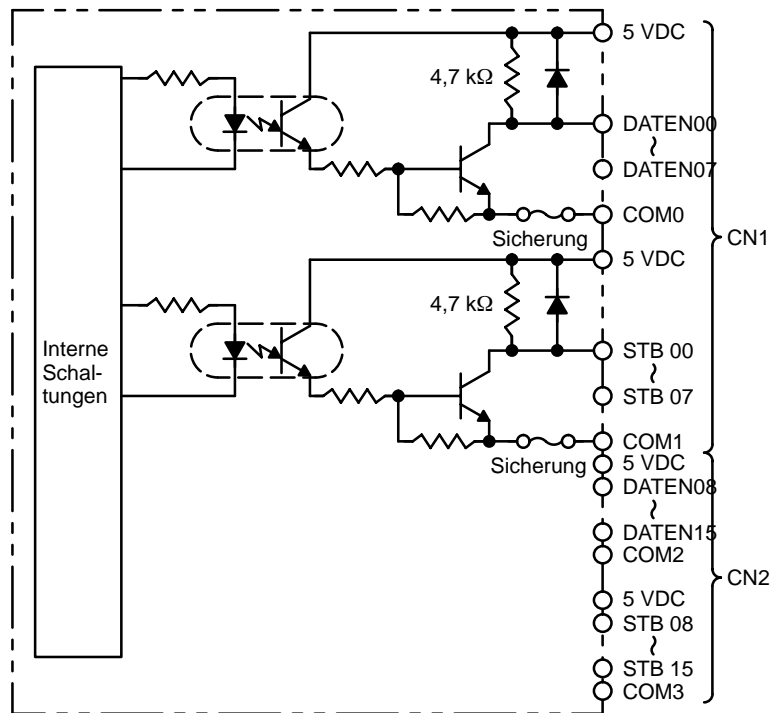 5 VDC
4,7 kΩ
DATEN00
~
DATEN07
COM0
Sicherung
CN1
5 VDC
4,7 kΩ
Interne
Schal-
tungen
STB 00
~
STB 07
COM1
Sicherung
5 VDC
DATEN08
~
DATEN15
COM2
CN2
5 VDC
STB 08
~
STB 15
COM3